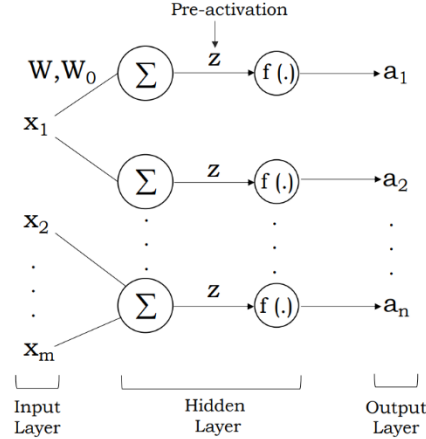 Pre-activation
W,W₀ ∑ z f (.) a₁
x₁
∑ z f (.) a₂
x₂
∑ z f (.) aₙ
xₘ
Input Layer
Hidden Layer
Output Layer